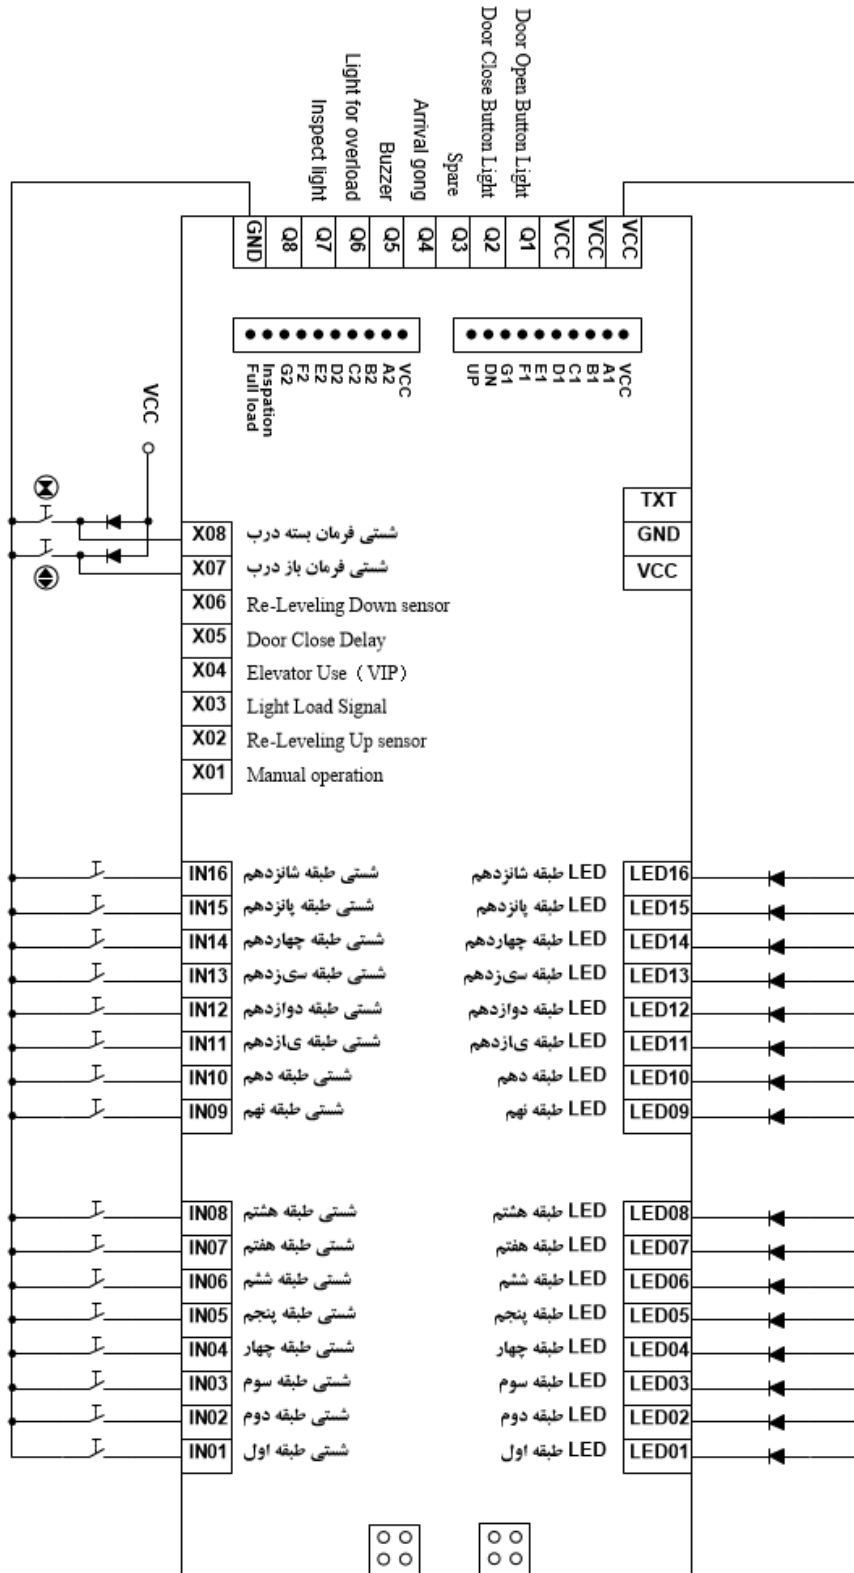 Door Open Button Light
Door Close Button Light
Spare
Arrival gong
Buzzer
Light for overload
Inspect light
GND Q8 Q7 Q6 Q5 Q4 Q3 Q2 Q1 VCC VCC VCC
Full load Inspation G2 F2 E2 D2 C2 B2 A2 VCC
UP DN G1 F1 E1 D1 C1 B1 A1 VCC
VCC
TXT
GND
VCC
X08 شستی فرمان بسته درب
X07 شستی فرمان باز درب
X06 Re-Leveling Down sensor
X05 Door Close Delay
X04 Elevator Use（VIP）
X03 Light Load Signal
X02 Re-Leveling Up sensor
X01 Manual operation
IN16 شستی طبقه شانزدهم LED طبقه شانزدهم LED16
IN15 شستی طبقه پانزدهم LED طبقه پانزدهم LED15
IN14 شستی طبقه چهاردهم LED طبقه چهاردهم LED14
IN13 شستی طبقه سیزدهم LED طبقه سیزدهم LED13
IN12 شستی طبقه دوازدهم LED طبقه دوازدهم LED12
IN11 شستی طبقه یازدهم LED طبقه یازدهم LED11
IN10 شستی طبقه دهم LED طبقه دهم LED10
IN09 شستی طبقه نهم LED طبقه نهم LED09
IN08 شستی طبقه هشتم LED طبقه هشتم LED08
IN07 شستی طبقه هفتم LED طبقه هفتم LED07
IN06 شستی طبقه ششم LED طبقه ششم LED06
IN05 شستی طبقه پنجم LED طبقه پنجم LED05
IN04 شستی طبقه چهار LED طبقه چهار LED04
IN03 شستی طبقه سوم LED طبقه سوم LED03
IN02 شستی طبقه دوم LED طبقه دوم LED02
IN01 شستی طبقه اول LED طبقه اول LED01